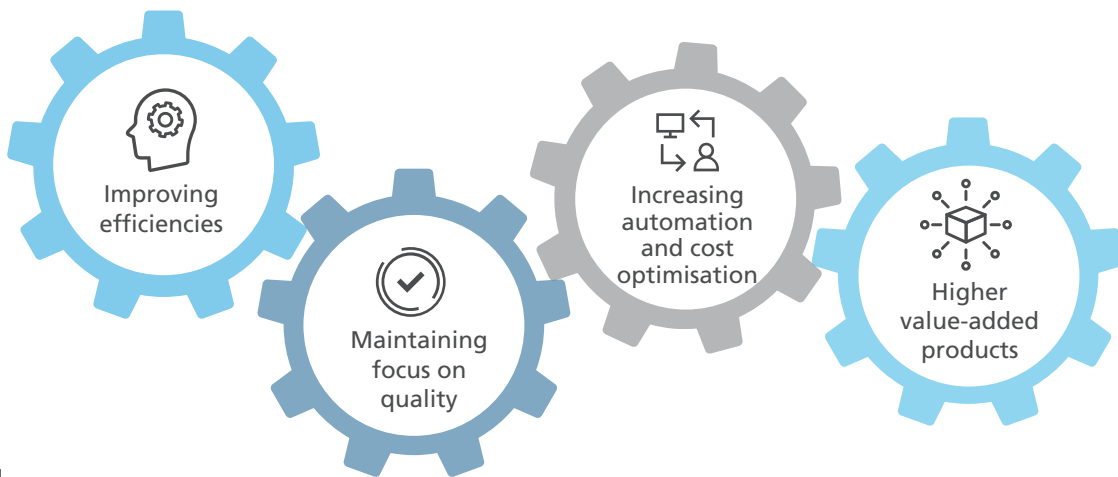 Improving
efficiencies
Maintaining
focus on
quality
Increasing
automation
and cost
optimisation
Higher
value-added
products